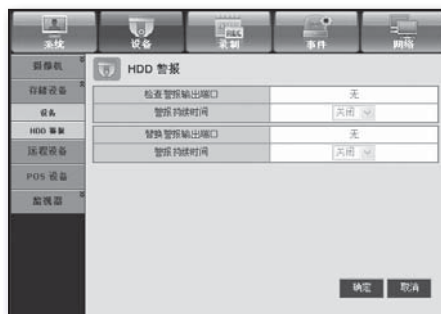 系统 设备 录制 事件 网络
REC
摄像机
存储设备
设备
HDD 警报
远程设备
POS 设备
监视器
HDD 警报
检查警报输出端口 无
警报持续时间 关闭
替换警报输出端口 无
警报持续时间 关闭
确定 取消